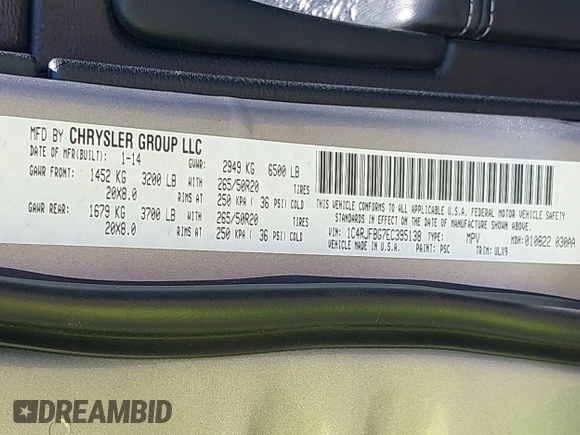 MFD BY CHRYSLER GROUP LLC
DATE OF MFR(BUILT): 1-14 GVWR: 2949 KG 6500 LB
GAWR FRONT: 1452 KG 3200 LB WITH 265/50R20 TIRES
20X8.0 RIMS AT 250 KPA ( 36 PSI) COLD
GAWR REAR: 1679 KG 3700 LB WITH 265/50R20 TIRES
20X8.0 RIMS AT 250 KPA ( 36 PSI) COLD
THIS VEHICLE CONFORMS TO ALL APPLICABLE U.S.A. FEDERAL MOTOR VEHICLE SAFETY
STANDARDS IN EFFECT ON THE DATE OF MANUFACTURE SHOWN ABOVE.
VIN: 1C4RJFBG7EC395138 TYPE: MPV MDH: 010822 030AA
VEHICLE MADE IN U.S.A. PAINT: PSC TRIM: ULX9
DREAMBID